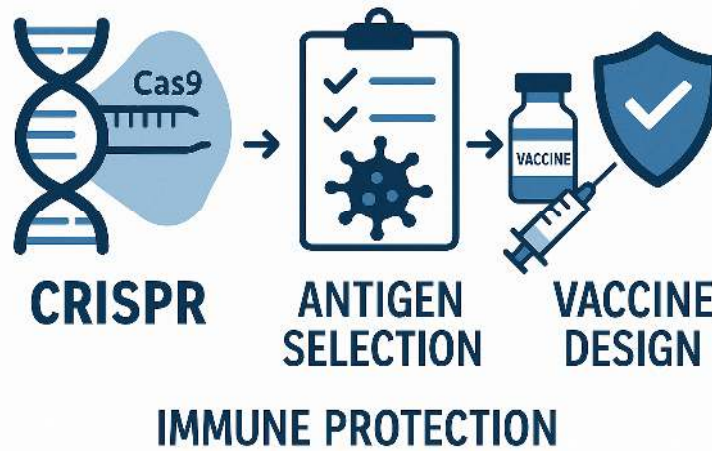 Cas9
VACCINE
CRISPR
ANTIGEN
SELECTION
VACCINE
DESIGN
IMMUNE PROTECTION